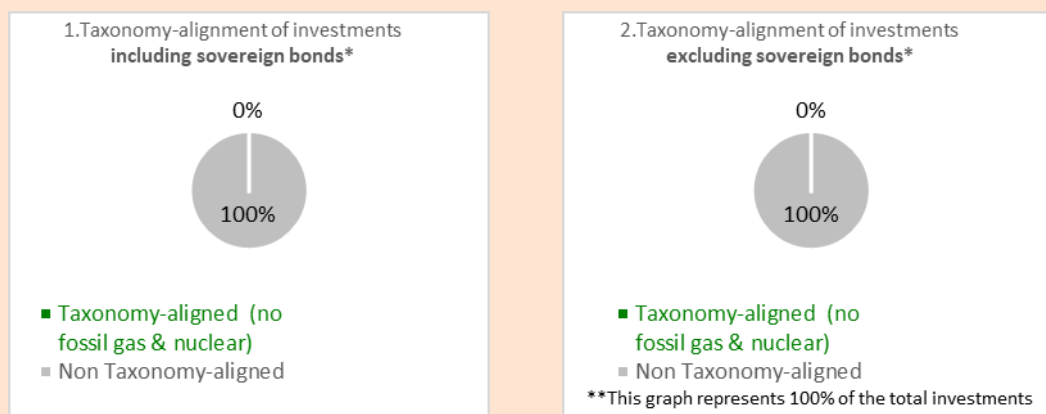 1.Taxonomy-alignment of investments
including sovereign bonds*
0%
100%
Taxonomy-aligned (no
fossil gas & nuclear)
Non Taxonomy-aligned
2.Taxonomy-alignment of investments
excluding sovereign bonds*
0%
100%
Taxonomy-aligned (no
fossil gas & nuclear)
Non Taxonomy-aligned
**This graph represents 100% of the total investments